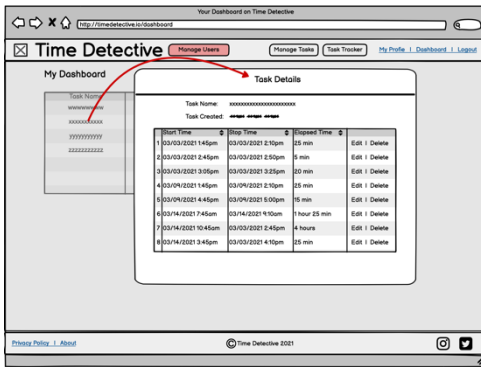 Your Dashboard on Time Detective
http://timedetective.io/dashboard
Time Detective
Manage Users
Manage Tasks
Task Tracker
My Profile | Dashboard | Logout
My Dashboard
Task Name
wwwwwwwww
xxxxxxxxxxx
yyyyyyyyyyy
zzzzzzzzzzz
Task Details
Task Name: xxxxxxxxxxxxxxxxxxxxxxx
Task Created:
Start Time Stop Time Elapsed Time
1 03/03/2021 1:45pm 03/03/2021 2:10pm 25 min Edit | Delete
2 03/03/2021 2:45pm 03/03/2021 2:50pm 5 min Edit | Delete
3 03/03/2021 3:05pm 03/03/2021 3:25pm 20 min Edit | Delete
4 03/09/2021 1:45pm 03/09/2021 2:10pm 25 min Edit | Delete
5 03/09/2021 4:45pm 03/09/2021 5:00pm 15 min Edit | Delete
6 03/14/2021 7:45am 03/14/2021 9:10am 1 hour 25 min Edit | Delete
7 03/14/2021 10:45am 03/03/2021 2:45pm 4 hours Edit | Delete
8 03/14/2021 3:45pm 03/03/2021 4:10pm 25 min Edit | Delete
Privacy Policy | About
© Time Detective 2021